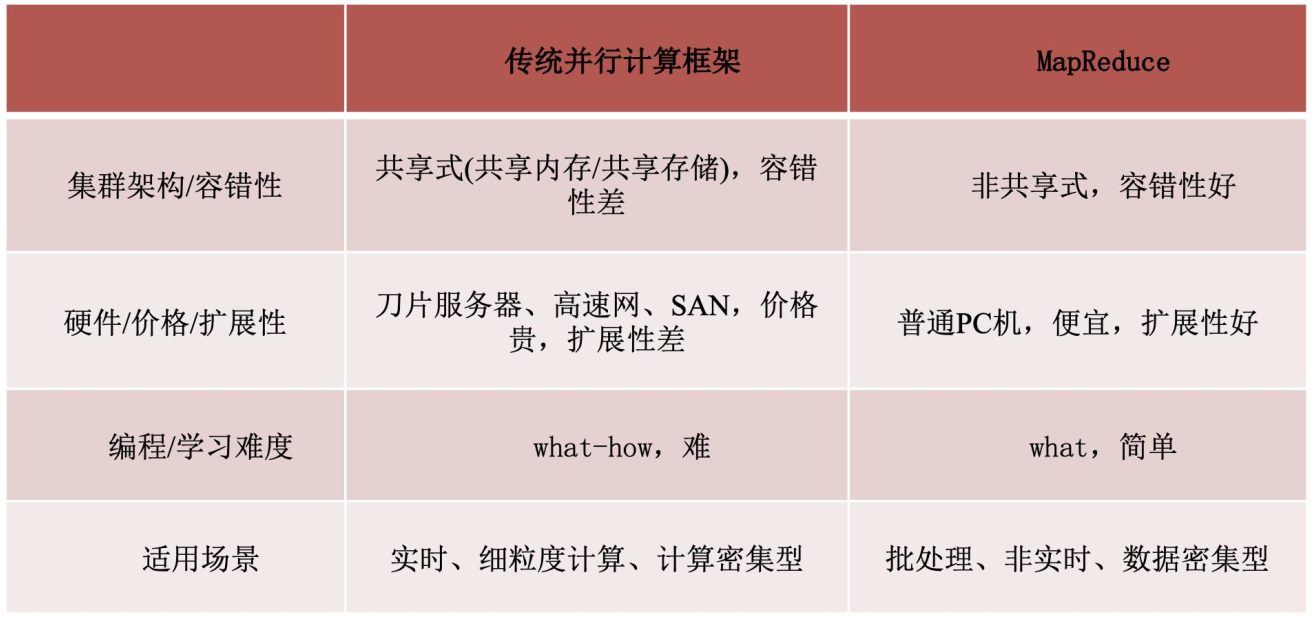 传统并行计算框架
MapReduce
集群架构/容错性
共享式(共享内存/共享存储)，容错
性差
非共享式，容错性好
硬件/价格/扩展性
刀片服务器、高速网、SAN，价格
贵，扩展性差
普通PC机，便宜，扩展性好
编程/学习难度
what-how，难
what，简单
适用场景
实时、细粒度计算、计算密集型
批处理、非实时、数据密集型